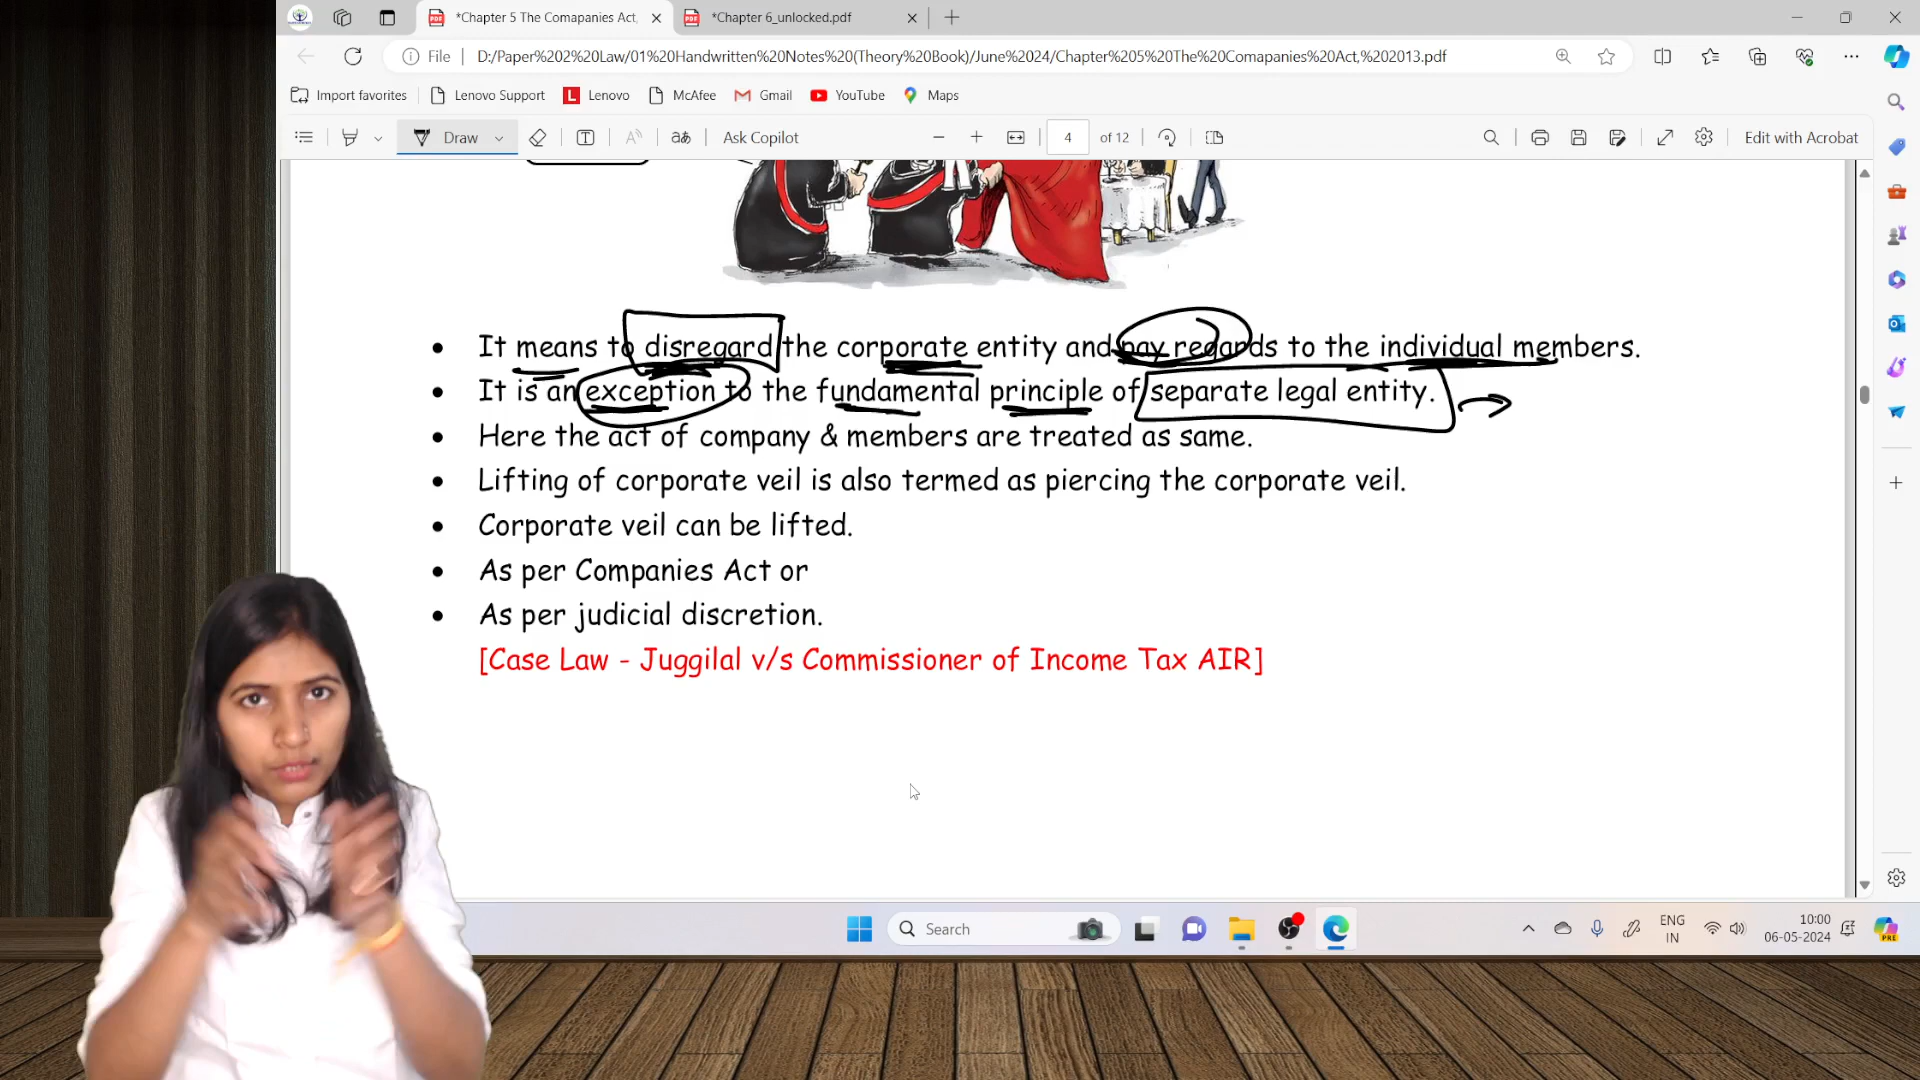 *Chapter 5 The Comapanies Act,
*Chapter 6_unlocked.pdf
File
D:/Paper%202%20Law/01%20Handwritten%20Notes%20(Theory%20Book)/June%2024/Chapter%205%20The%20Comapanies%20Act,%202013.pdf
Import favorites
Lenovo Support
L Lenovo
McAfee
Gmail
YouTube
Maps
Draw
T
aあ
Ask Copilot
4 of 12
Edit with Acrobat
• It means to disregard the corporate entity and pay regards to the individual members.
• It is an exception to the fundamental principle of separate legal entity.
• Here the act of company & members are treated as same.
• Lifting of corporate veil is also termed as piercing the corporate veil.
• Corporate veil can be lifted.
• As per Companies Act or
• As per judicial discretion.
[Case Law - Juggilal v/s Commissioner of Income Tax AIR]
Search
ENG
IN
10:00
06-05-2024
PRE